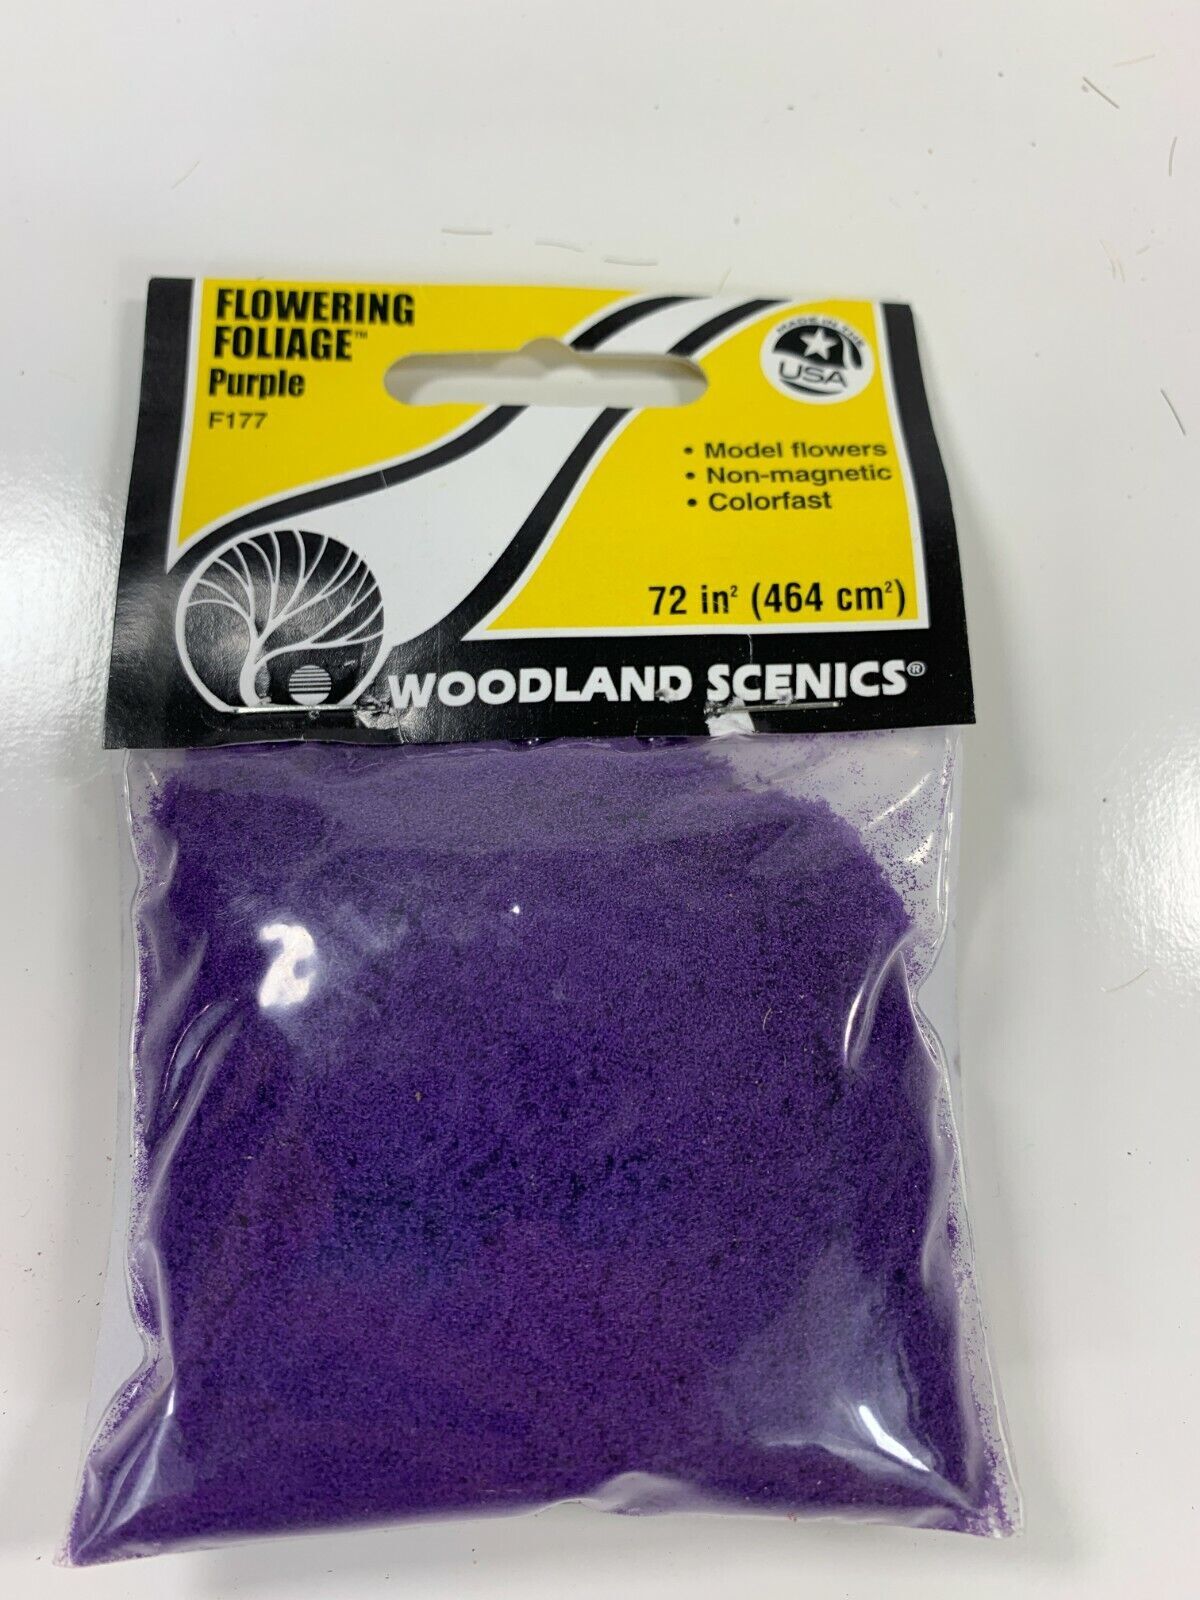 FLOWERING
FOLIAGE™
Purple
F177
MADE IN THE
USA
• Model flowers
• Non-magnetic
• Colorfast
72 in² (464 cm²)
WOODLAND SCENICS®